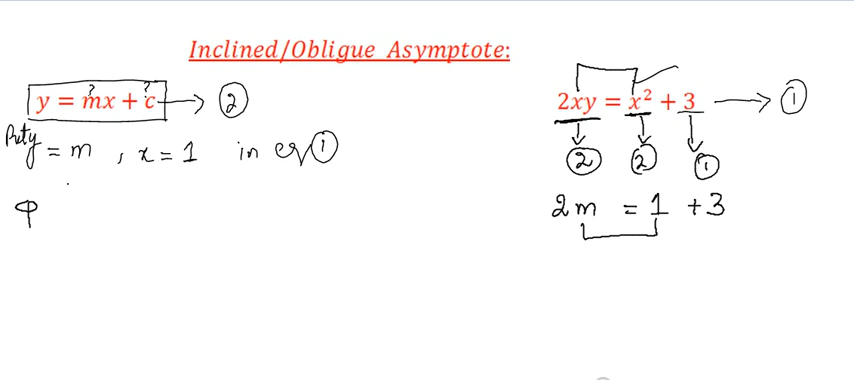 Inclined/Oblique Asymptote:
? ?
y = mx + c → ②
2xy = x² + 3 → ①
Put y = m , x = 1 in eq ①
② ② ①
φ
2m = 1 + 3